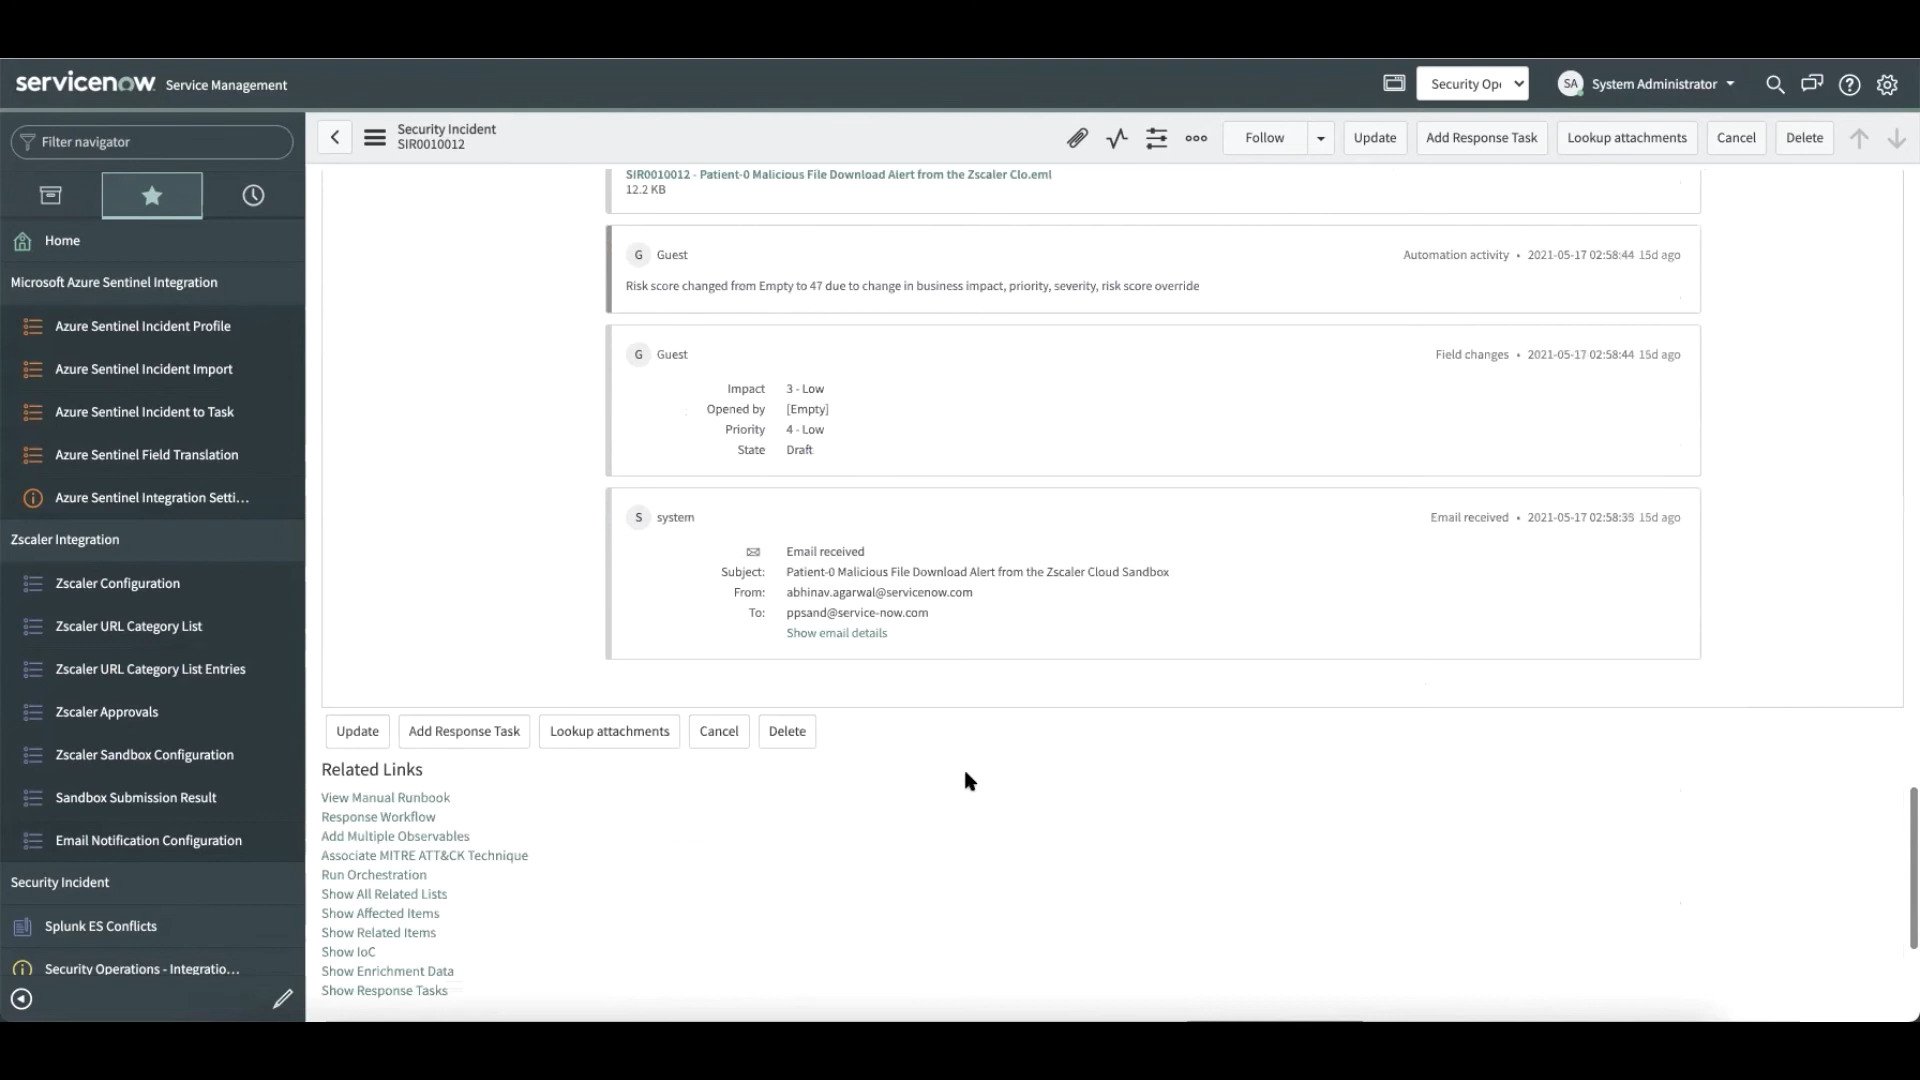 servicenow Service Management
Security Op
SA System Administrator
Filter navigator
Home
Microsoft Azure Sentinel Integration
Azure Sentinel Incident Profile
Azure Sentinel Incident Import
Azure Sentinel Incident to Task
Azure Sentinel Field Translation
Azure Sentinel Integration Setti...
Zscaler Integration
Zscaler Configuration
Zscaler URL Category List
Zscaler URL Category List Entries
Zscaler Approvals
Zscaler Sandbox Configuration
Sandbox Submission Result
Email Notification Configuration
Security Incident
Splunk ES Conflicts
Security Operations - Integratio...
Security Incident
SIR0010012
Follow Update Add Response Task Lookup attachments Cancel Delete
SIR0010012 - Patient-0 Malicious File Download Alert from the Zscaler Clo.eml
12.2 KB
G Guest Automation activity • 2021-05-17 02:58:44 15d ago
Risk score changed from Empty to 47 due to change in business impact, priority, severity, risk score override
G Guest Field changes • 2021-05-17 02:58:44 15d ago
Impact 3 - Low
Opened by [Empty]
Priority 4 - Low
State Draft
S system Email received • 2021-05-17 02:58:35 15d ago
Email received
Subject: Patient-0 Malicious File Download Alert from the Zscaler Cloud Sandbox
From: abhinav.agarwal@servicenow.com
To: ppsand@service-now.com
Show email details
Update Add Response Task Lookup attachments Cancel Delete
Related Links
View Manual Runbook
Response Workflow
Add Multiple Observables
Associate MITRE ATT&CK Technique
Run Orchestration
Show All Related Lists
Show Affected Items
Show Related Items
Show IoC
Show Enrichment Data
Show Response Tasks